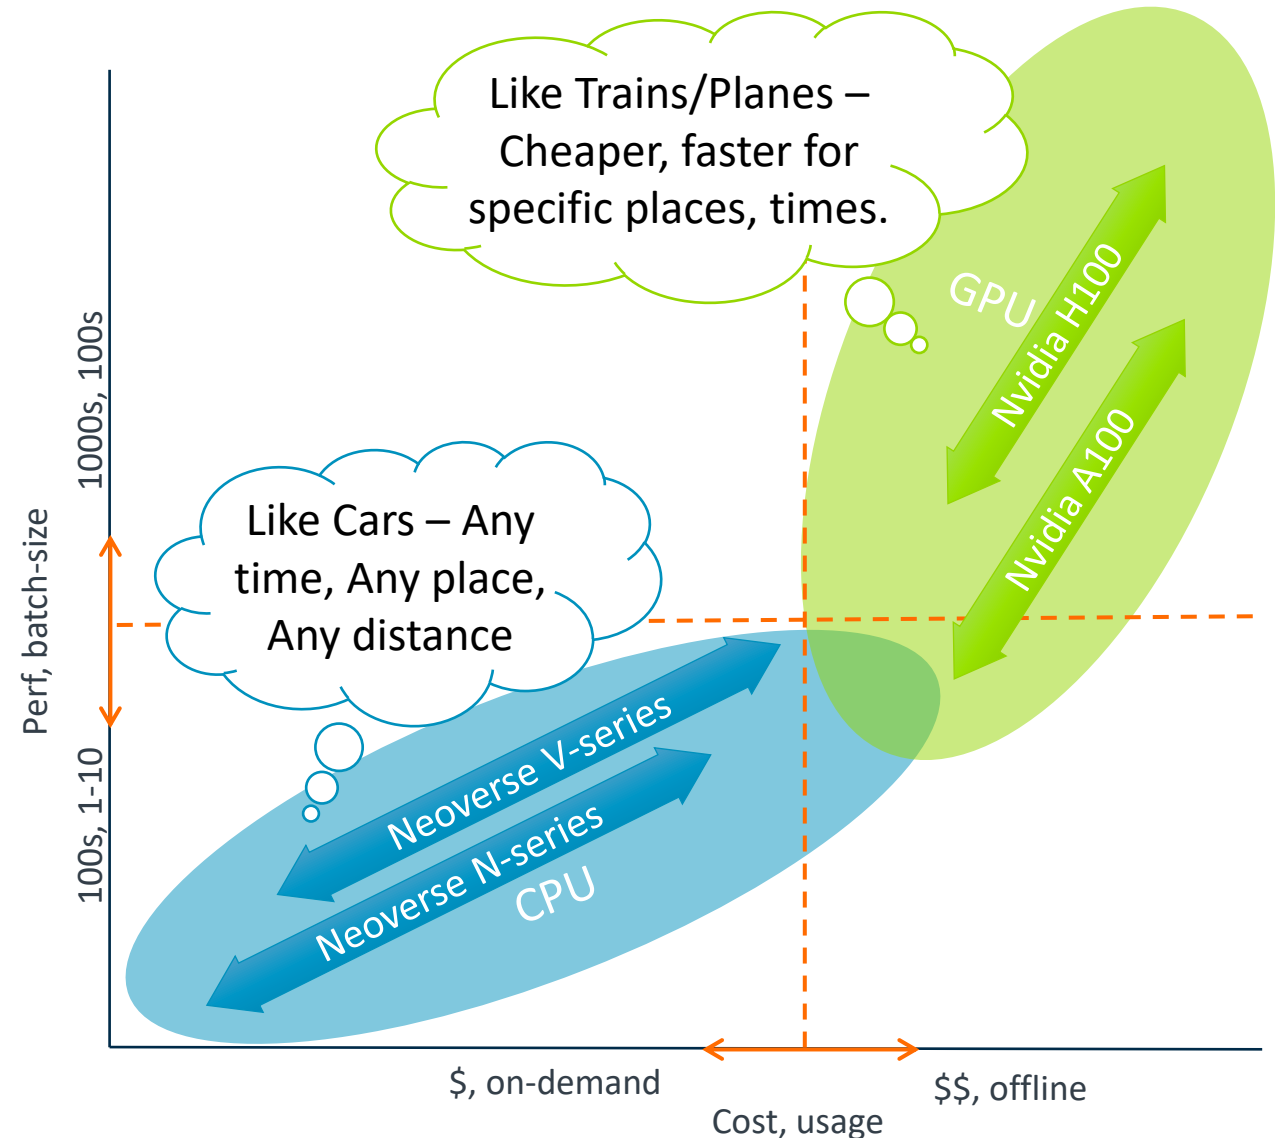 Like Trains/Planes –
Cheaper, faster for
specific places, times.
GPU
Nvidia H100
Nvidia A100
1000s, 100s
Like Cars – Any
time, Any place,
Any distance
Perf, batch-size
Neoverse V-series
Neoverse N-series
CPU
100s, 1-10
$, on-demand
$$, offline
Cost, usage